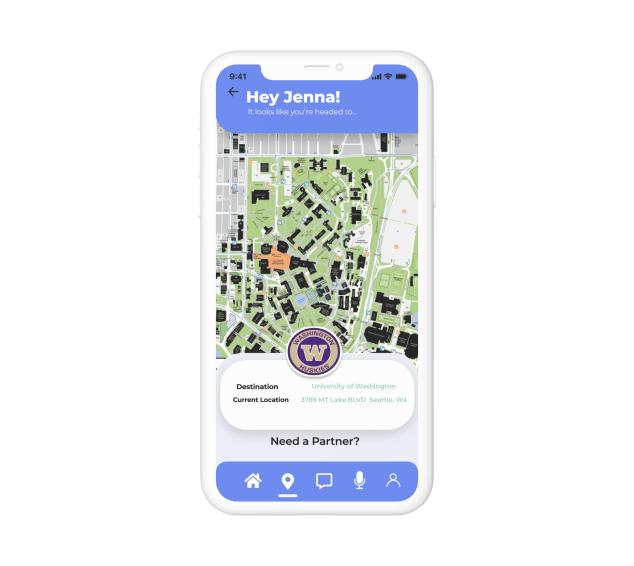 9:41
Hey Jenna!
It looks like you're headed to...
WASHINGTON
W
HUSKIES
Destination University of Washington
Current Location 3789 MT Lake BLVD Seattle, Wa
Need a Partner?